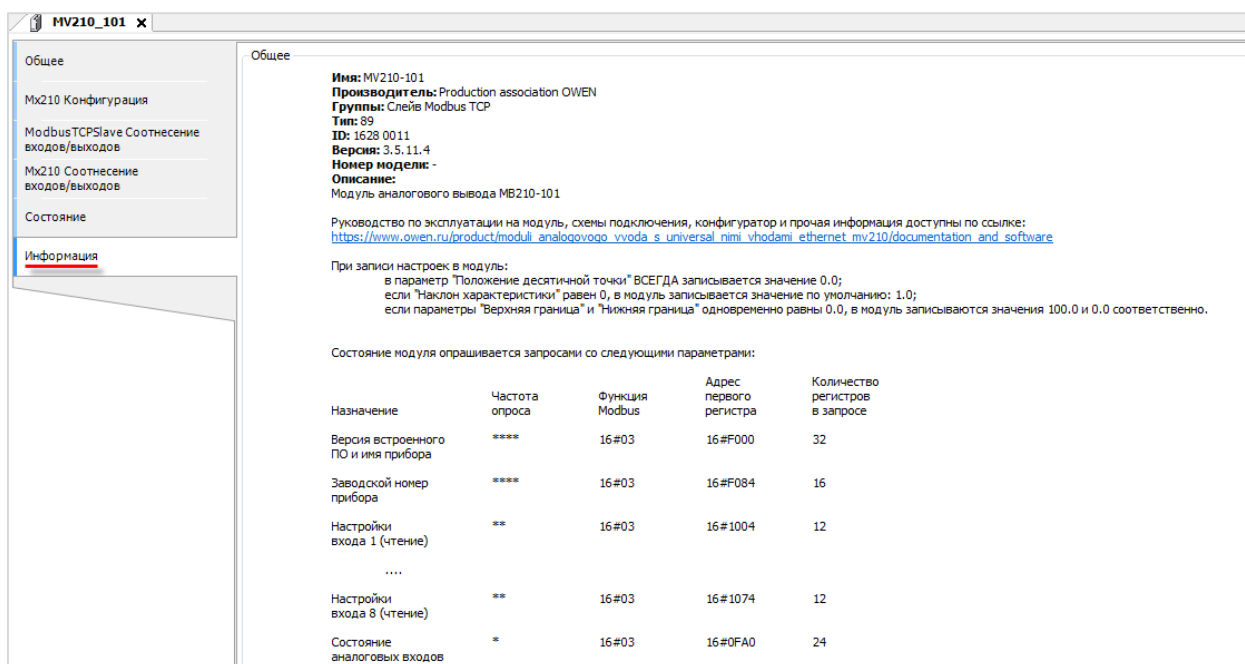 MV210_101 x
Общее
Mx210 Конфигурация
ModbusTCPSlave Соотнесение
входов/выходов
Mx210 Соотнесение
входов/выходов
Состояние
Информация
Общее
Имя: MV210-101
Производитель: Production association OWEN
Группы: Слейв Modbus TCP
Тип: 89
ID: 1628 0011
Версия: 3.5.11.4
Номер модели: -
Описание:
Модуль аналогового вывода МВ210-101
Руководство по эксплуатации на модуль, схемы подключения, конфигуратор и прочая информация доступны по ссылке:
https://www.owen.ru/product/moduli_analogovogo_vvoda_s_universal_nimi_vhodami_ethernet_mv210/documentation_and_software
При записи настроек в модуль:
в параметр "Положение десятичной точки" ВСЕГДА записывается значение 0.0;
если "Наклон характеристики" равен 0, в модуль записывается значение по умолчанию: 1.0;
если параметры "Верхняя граница" и "Нижняя граница" одновременно равны 0.0, в модуль записываются значения 100.0 и 0.0 соответственно.
Состояние модуля опрашивается запросами со следующими параметрами:
Назначение Частота опроса Функция Modbus Адрес первого регистра Количество регистров в запросе
Версия встроенного **** 16#03 16#F000 32
ПО и имя прибора
Заводской номер **** 16#03 16#F084 16
прибора
Настройки ** 16#03 16#1004 12
входа 1 (чтение)
....
Настройки ** 16#03 16#1074 12
входа 8 (чтение)
Состояние * 16#03 16#0FA0 24
аналоговых входов